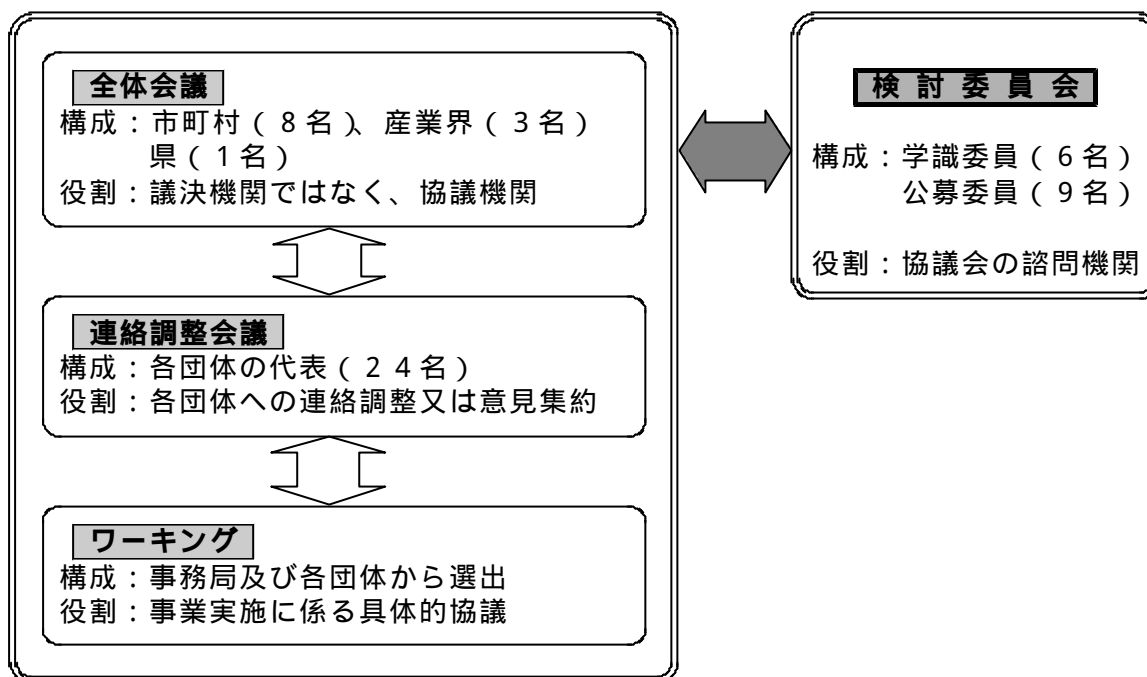 全体会議
構成：市町村（８名）、産業界（３名）
県（１名）
役割：議決機関ではなく、協議機関
連絡調整会議
構成：各団体の代表（２４名）
役割：各団体への連絡調整又は意見集約
ワーキング
構成：事務局及び各団体から選出
役割：事業実施に係る具体的協議
検討委員会
構成：学識委員（６名）
公募委員（９名）
役割：協議会の諮問機関